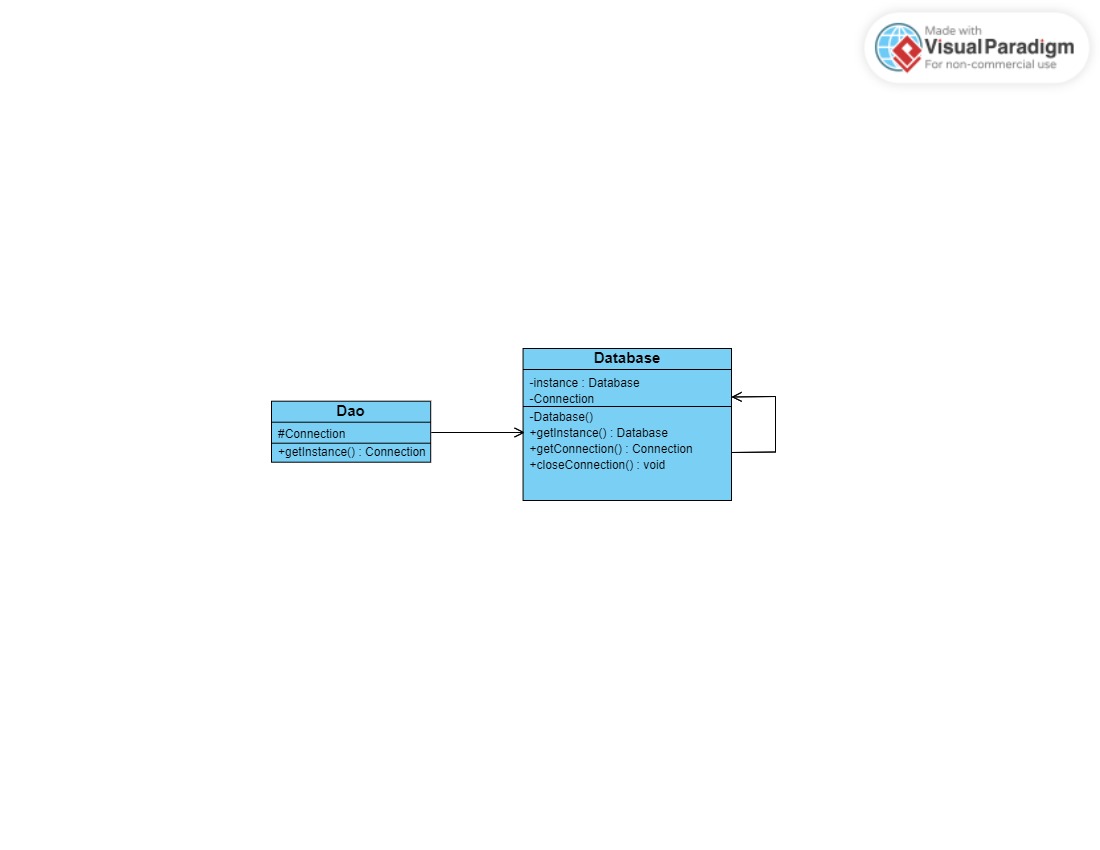 Made with
Visual Paradigm
For non-commercial use
Database
-instance : Database
-Connection
-Database()
+getInstance() : Database
+getConnection() : Connection
+closeConnection() : void
Dao
#Connection
+getInstance() : Connection